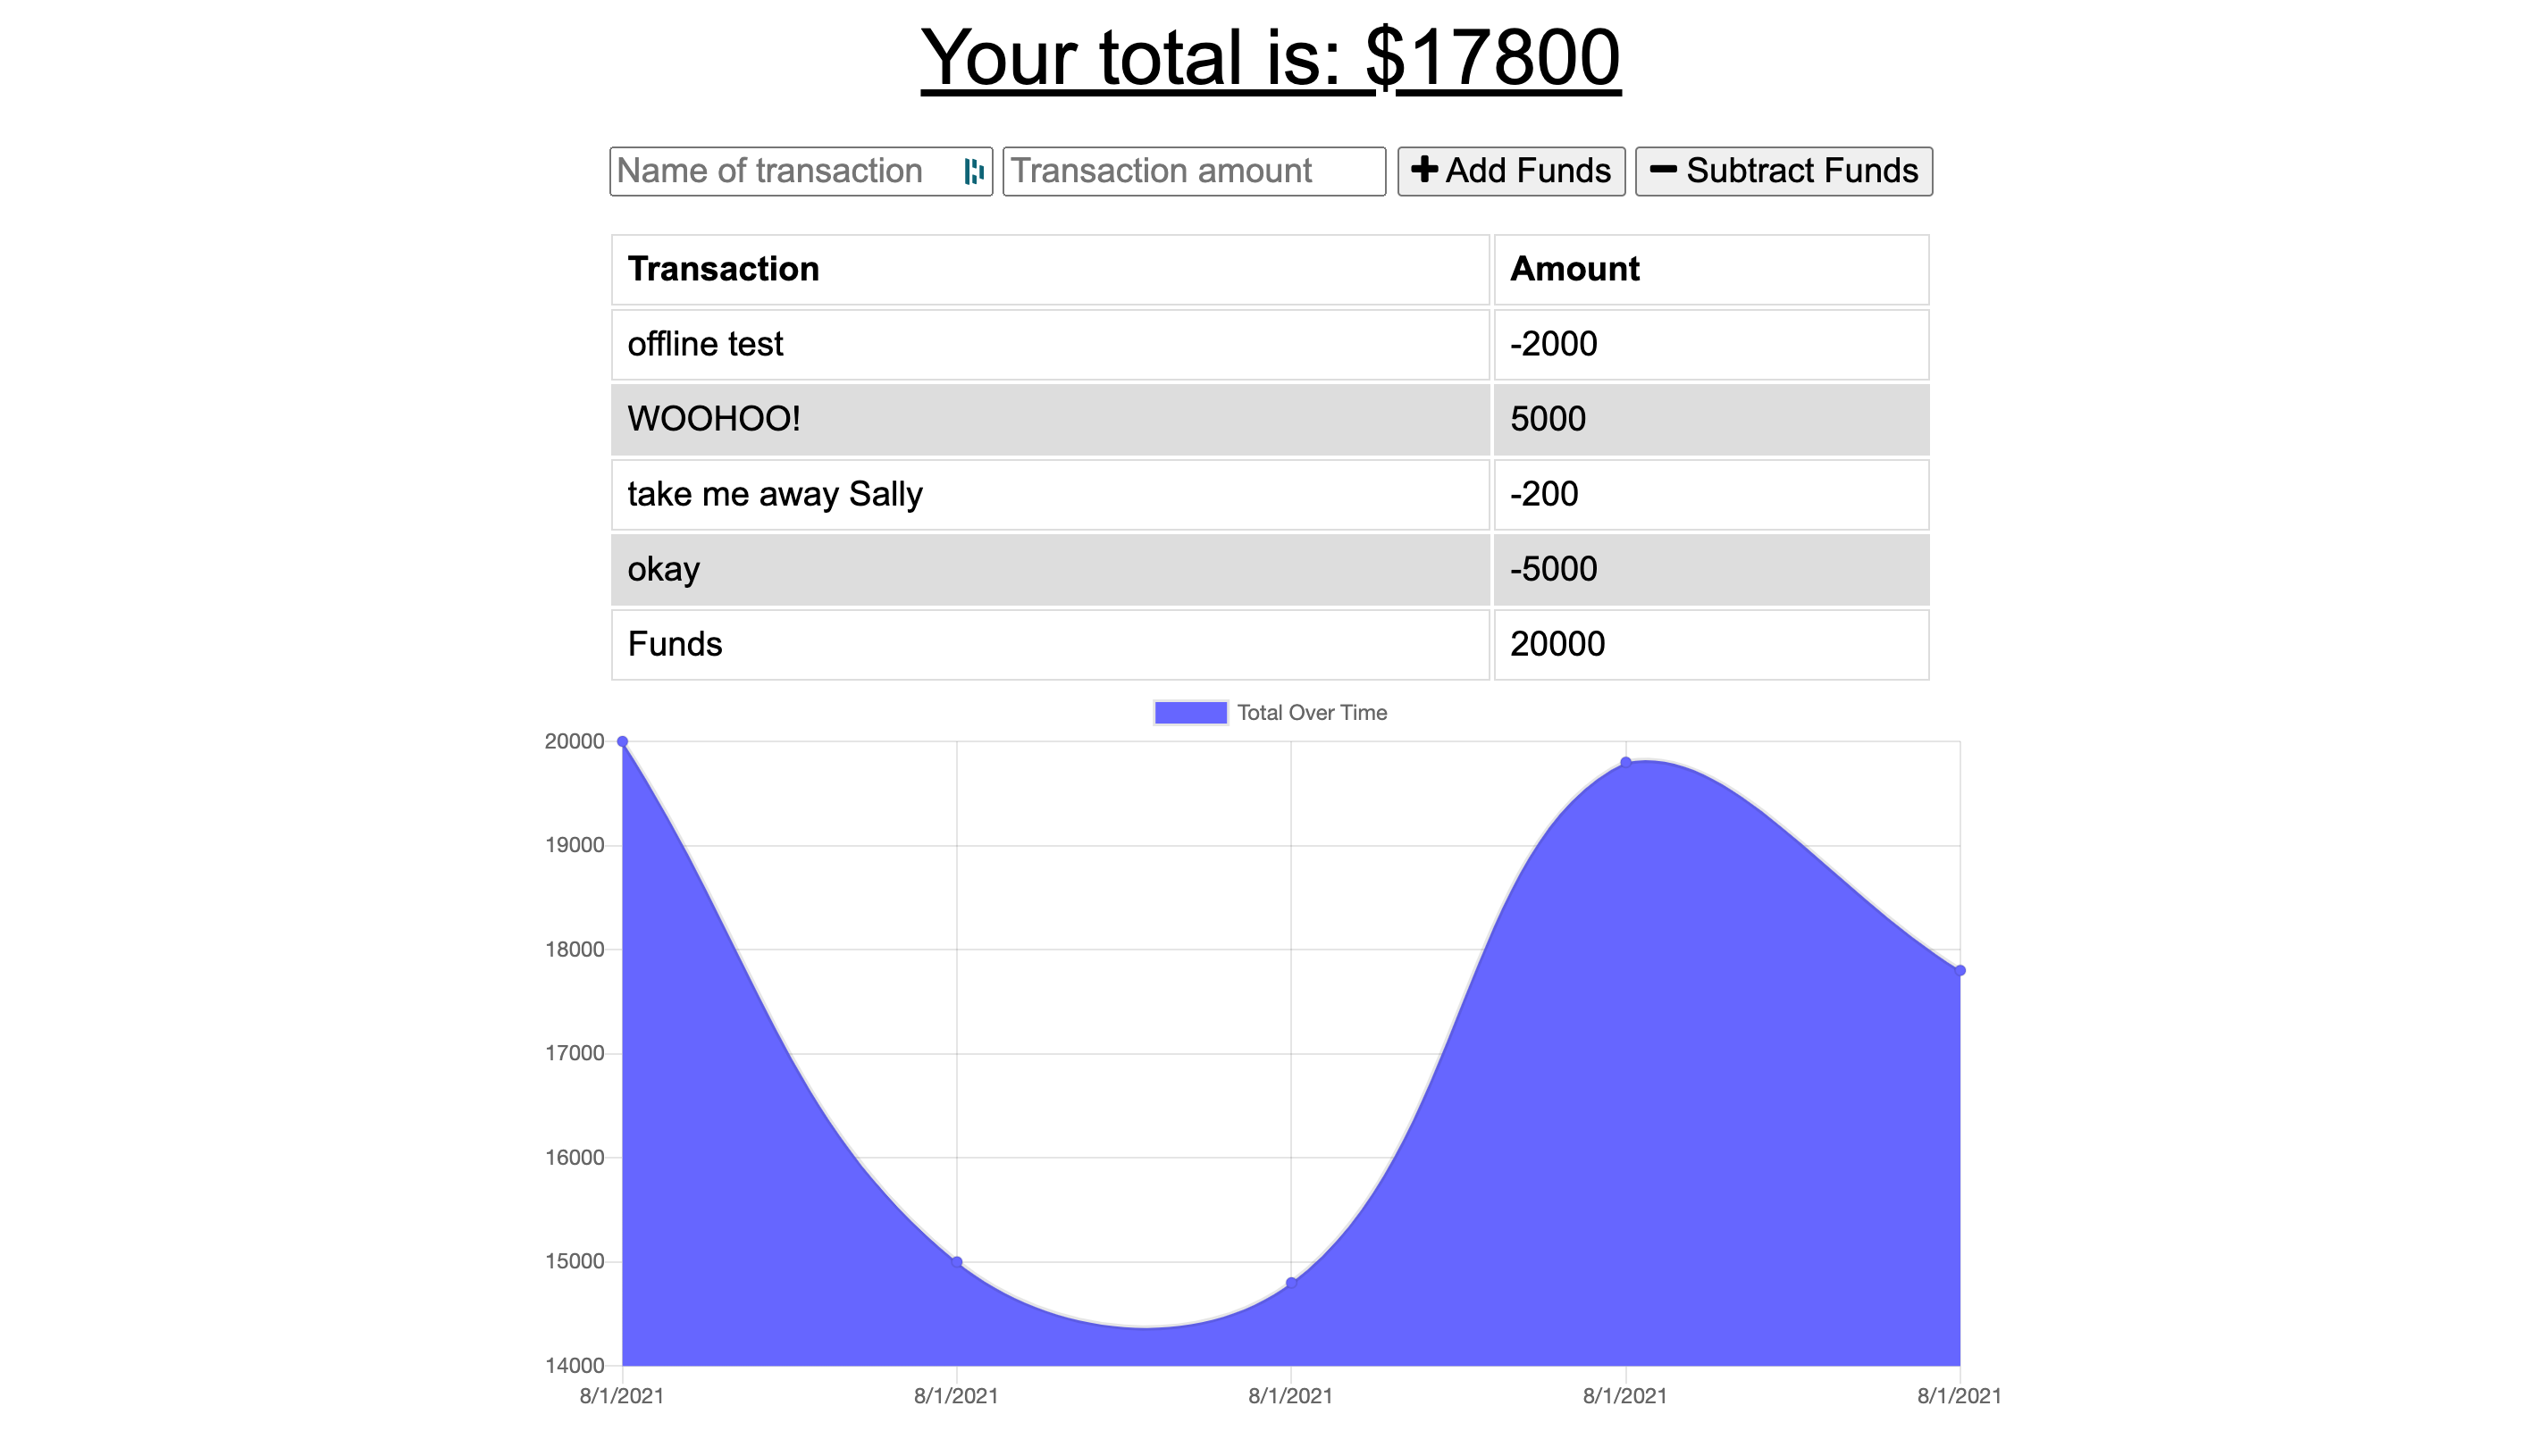 Your total is: $17800
Name of transaction Transaction amount Add Funds Subtract Funds
Transaction Amount
offline test -2000
WOOHOO! 5000
take me away Sally -200
okay -5000
Funds 20000
Total Over Time
20000
19000
18000
17000
16000
15000
14000
8/1/2021 8/1/2021 8/1/2021 8/1/2021 8/1/2021